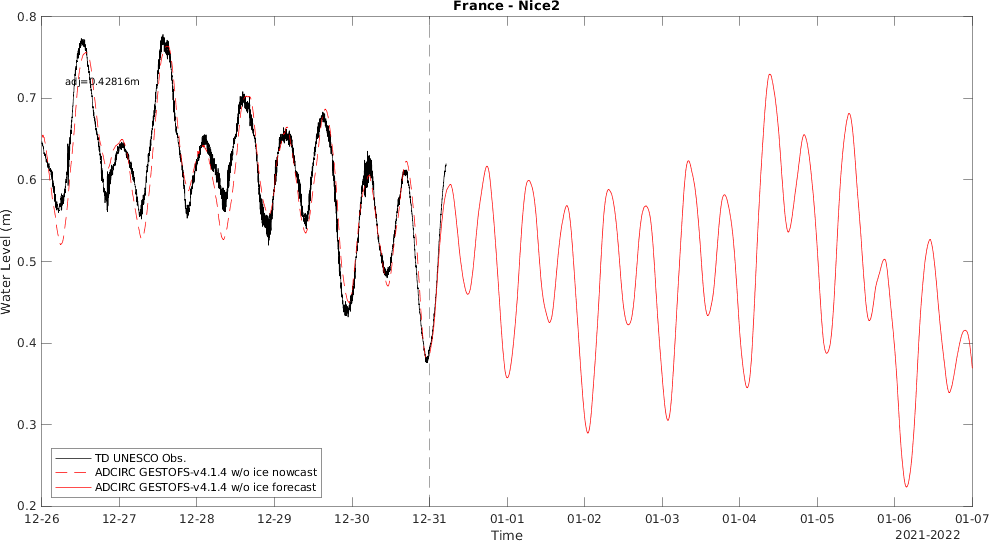 France - Nice2
0.8
0.7
0.6
0.5
0.4
0.3
0.2
Water Level (m)
adj=0.42816m
TD UNESCO Obs.
ADCIRC GESTOFS-v4.1.4 w/o ice nowcast
ADCIRC GESTOFS-v4.1.4 w/o ice forecast
12-26 12-27 12-28 12-29 12-30 12-31 01-01 01-02 01-03 01-04 01-05 01-06 01-07
Time
2021-2022